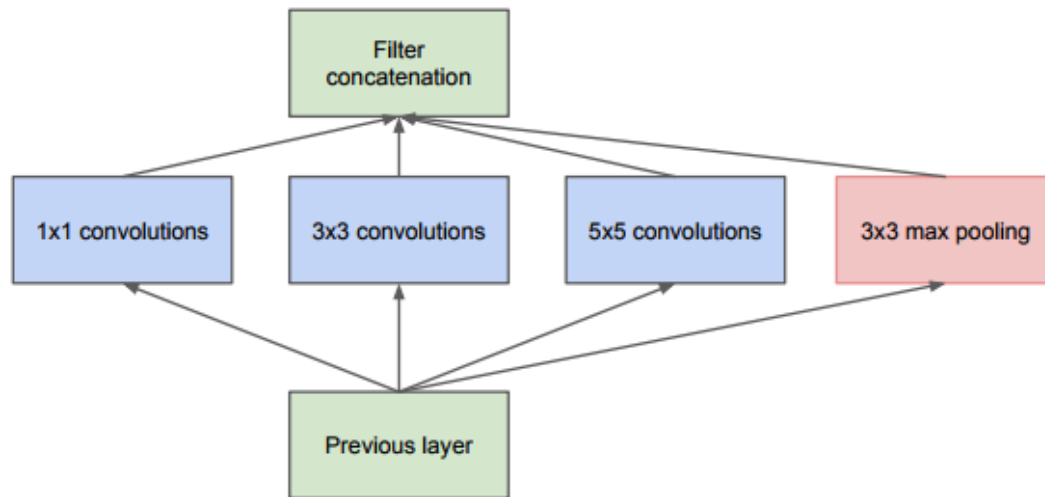 Filter
concatenation
1x1 convolutions
3x3 convolutions
5x5 convolutions
3x3 max pooling
Previous layer